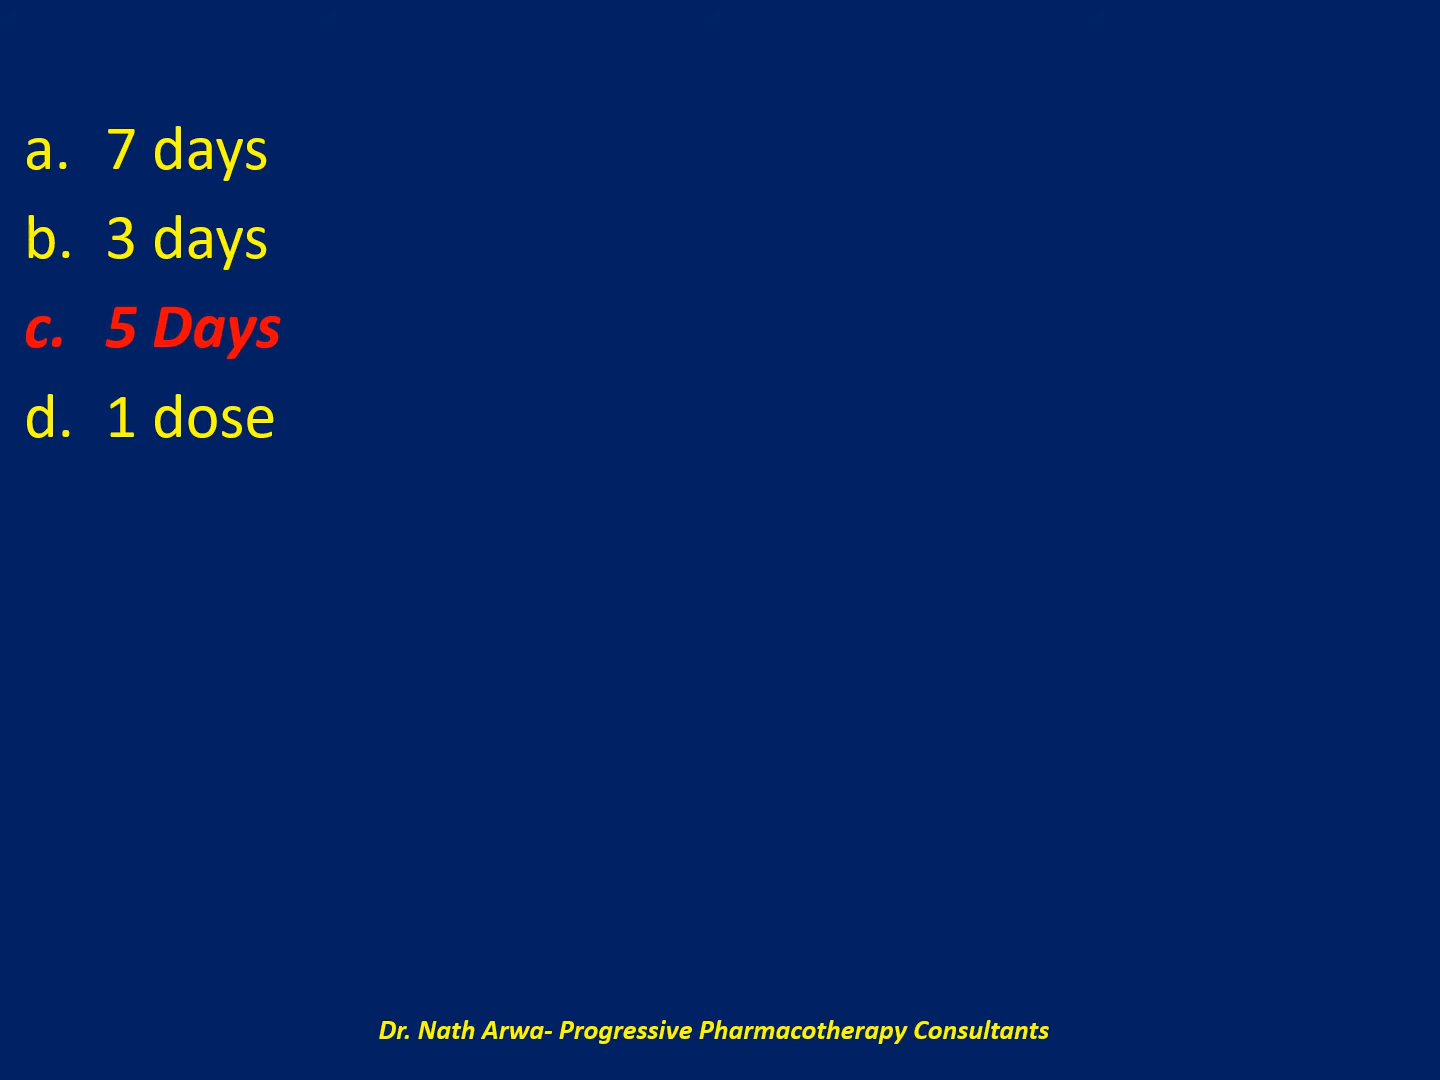 a. 7 days
b. 3 days
c. 5 Days
d. 1 dose
Dr. Nath Arwa- Progressive Pharmacotherapy Consultants